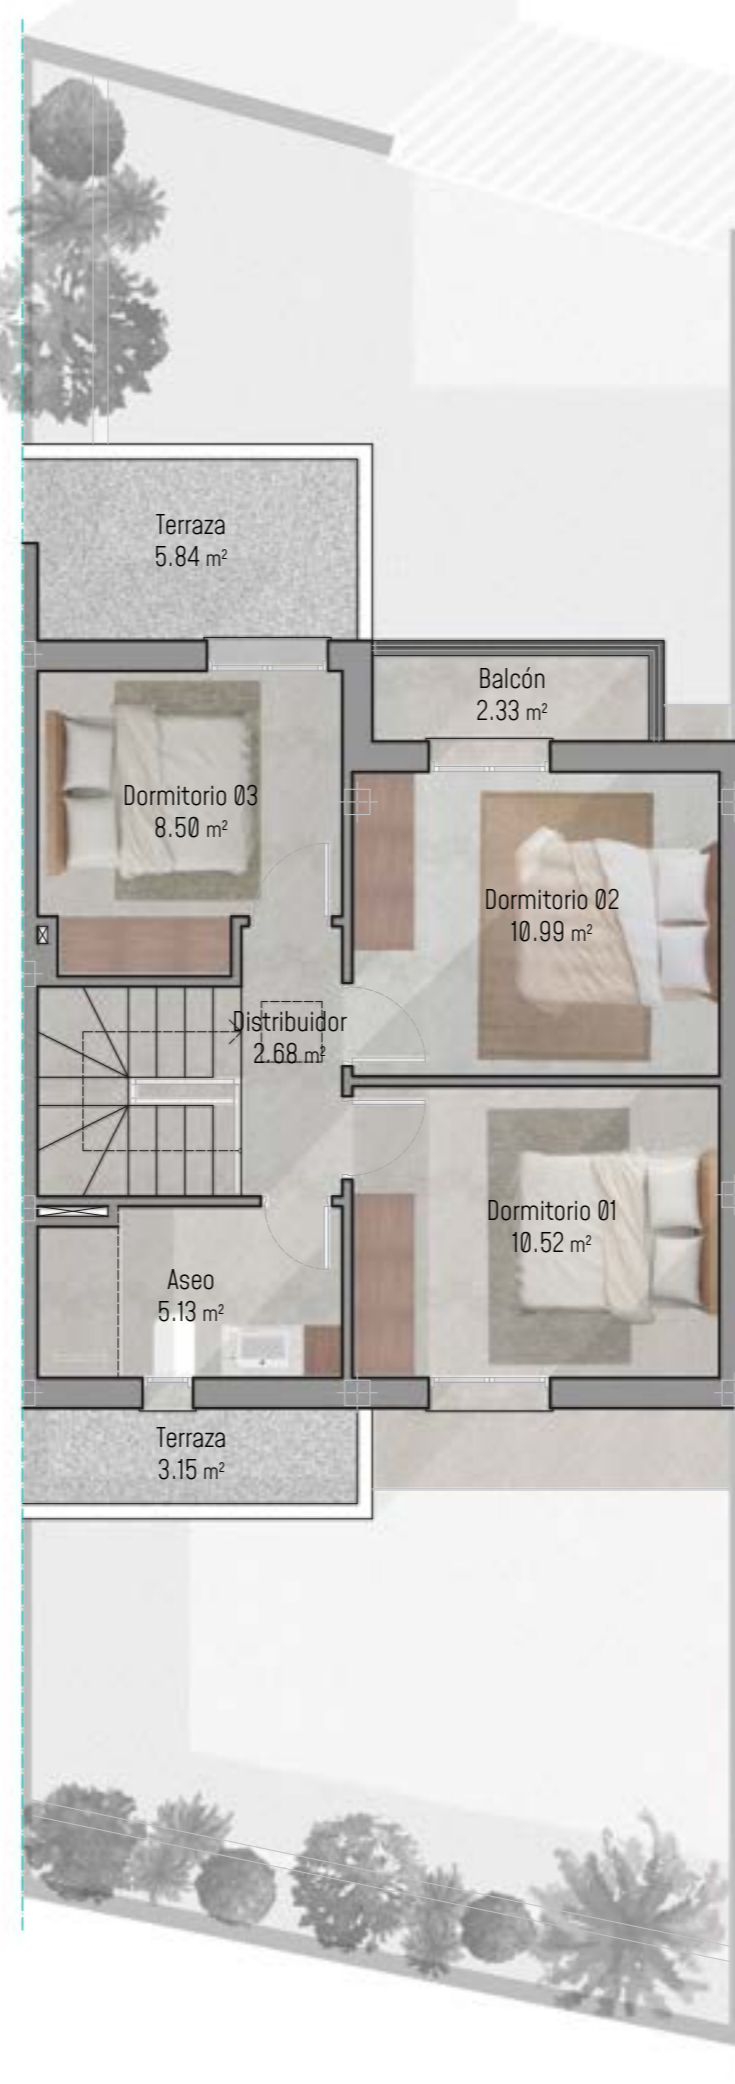 Terraza
5.84 m²
Balcón
2.33 m²
Dormitorio 03
8.50 m²
Dormitorio 02
10.99 m²
Distribuidor
2.68 m²
Dormitorio 01
10.52 m²
Aseo
5.13 m²
Terraza
3.15 m²